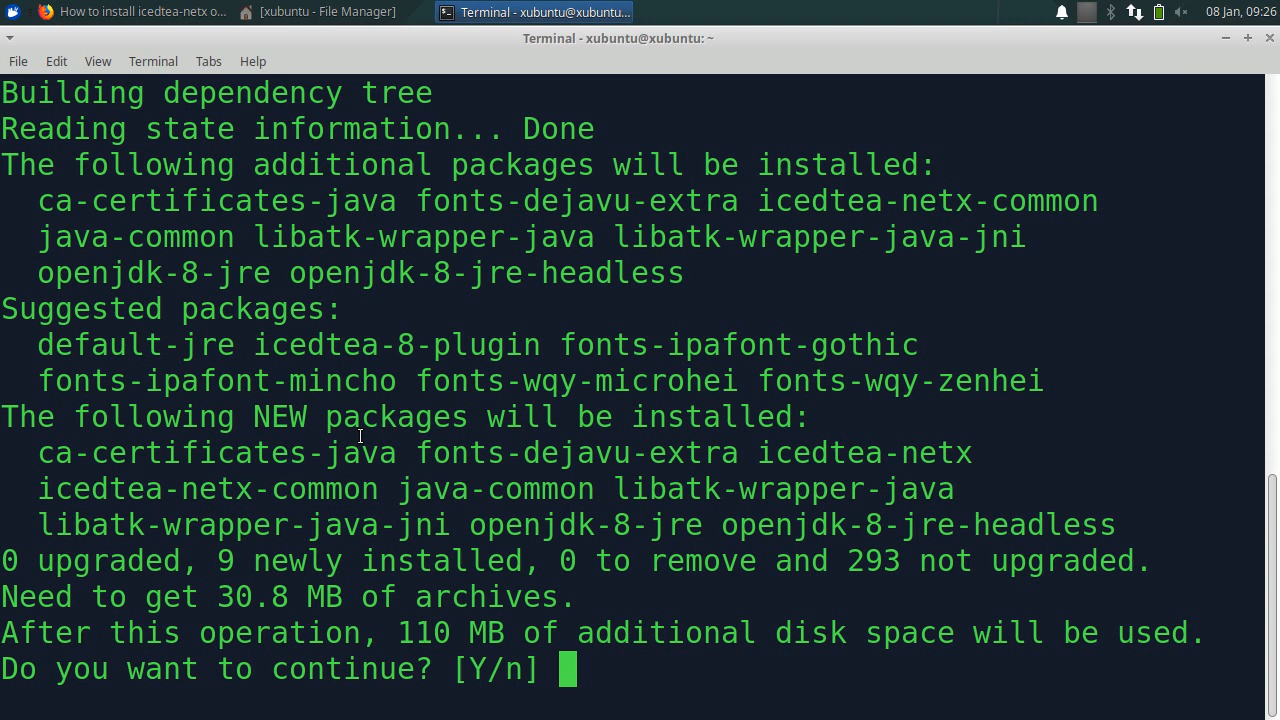 How to install icedtea-netx o...
[xubuntu - File Manager]
Terminal - xubuntu@xubuntu...
08 Jan, 09:26
Terminal - xubuntu@xubuntu: ~
File Edit View Terminal Tabs Help
Building dependency tree
Reading state information... Done
The following additional packages will be installed:
ca-certificates-java fonts-dejavu-extra icedtea-netx-common
java-common libatk-wrapper-java libatk-wrapper-java-jni
openjdk-8-jre openjdk-8-jre-headless
Suggested packages:
default-jre icedtea-8-plugin fonts-ipafont-gothic
fonts-ipafont-mincho fonts-wqy-microhei fonts-wqy-zenhei
The following NEW packages will be installed:
ca-certificates-java fonts-dejavu-extra icedtea-netx
icedtea-netx-common java-common libatk-wrapper-java
libatk-wrapper-java-jni openjdk-8-jre openjdk-8-jre-headless
0 upgraded, 9 newly installed, 0 to remove and 293 not upgraded.
Need to get 30.8 MB of archives.
After this operation, 110 MB of additional disk space will be used.
Do you want to continue? [Y/n]